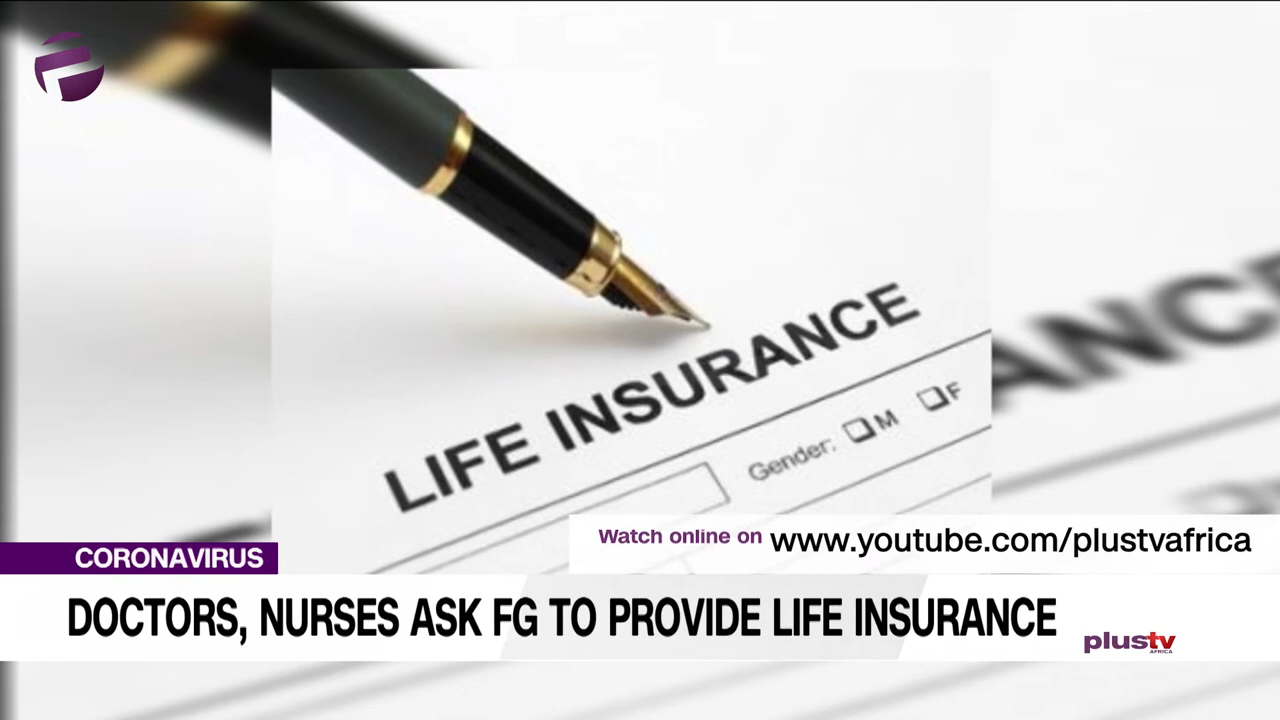 LIFE INSURANCE
Gender: ❑ M ❑ F
ANCE
Watch online on www.youtube.com/plustvafrica
CORONAVIRUS
DOCTORS, NURSES ASK FG TO PROVIDE LIFE INSURANCE
plustv
AFRICA